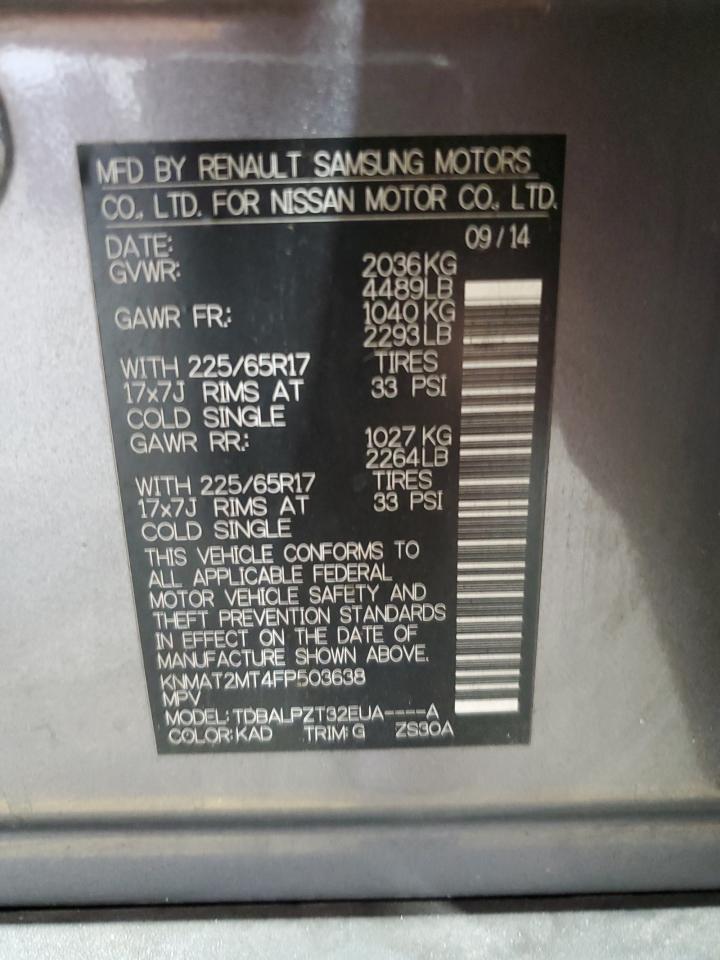 MFD BY RENAULT SAMSUNG MOTORS
CO., LTD. FOR NISSAN MOTOR CO., LTD.
DATE: 09/14
GVWR: 2036KG
4489LB
GAWR FR.: 1040KG
2293LB
WITH 225/65R17 TIRES
17x7J RIMS AT 33 PSI
COLD SINGLE
GAWR RR.: 1027 KG
2264LB
WITH 225/65R17 TIRES
17x7J RIMS AT 33 PSI
COLD SINGLE
THIS VEHICLE CONFORMS TO
ALL APPLICABLE FEDERAL
MOTOR VEHICLE SAFETY AND
THEFT PREVENTION STANDARDS
IN EFFECT ON THE DATE OF
MANUFACTURE SHOWN ABOVE.
KNMAT2MT4FP503638
MPV
MODEL: TDBALPZT32EUA----A
COLOR: KAD TRIM: G ZS30A